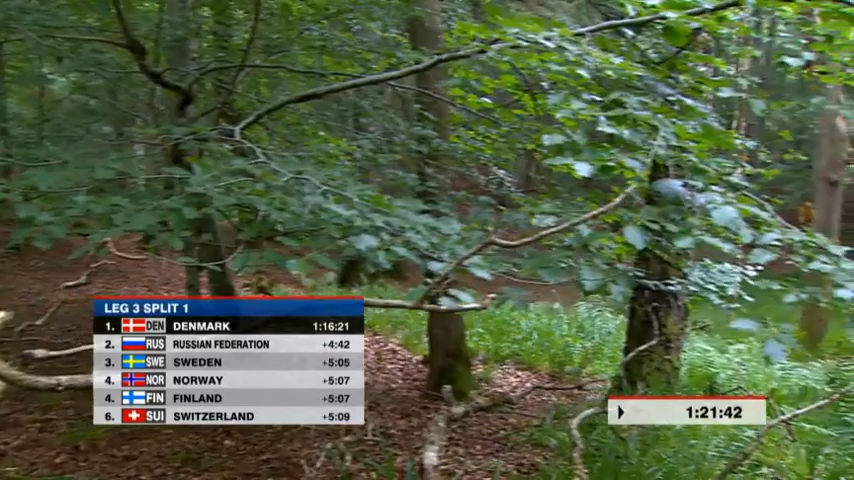 LEG 3 SPLIT 1
1. DEN DENMARK 1:16:21
2. RUS RUSSIAN FEDERATION +4:42
3. SWE SWEDEN +5:05
4. NOR NORWAY +5:07
4. FIN FINLAND +5:07
6. SUI SWITZERLAND +5:09
1:21:42